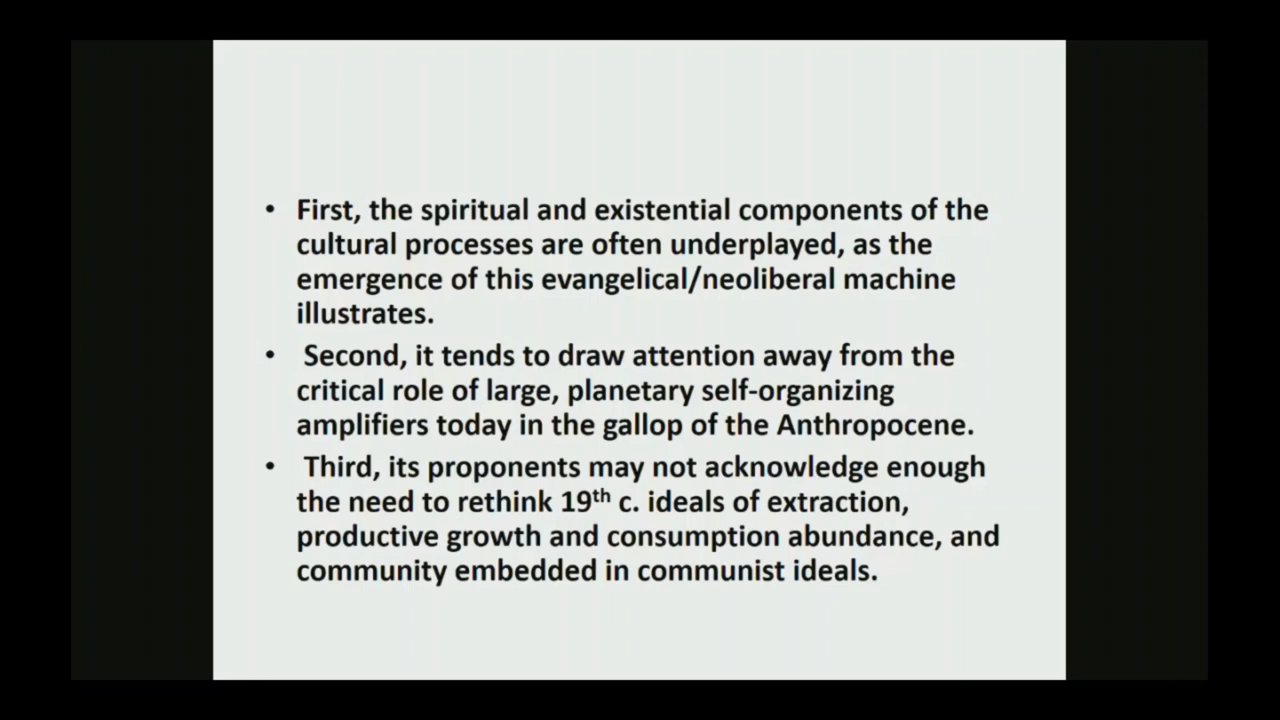 • First, the spiritual and existential components of the
cultural processes are often underplayed, as the
emergence of this evangelical/neoliberal machine
illustrates.
• Second, it tends to draw attention away from the
critical role of large, planetary self-organizing
amplifiers today in the gallop of the Anthropocene.
• Third, its proponents may not acknowledge enough
the need to rethink 19th c. ideals of extraction,
productive growth and consumption abundance, and
community embedded in communist ideals.